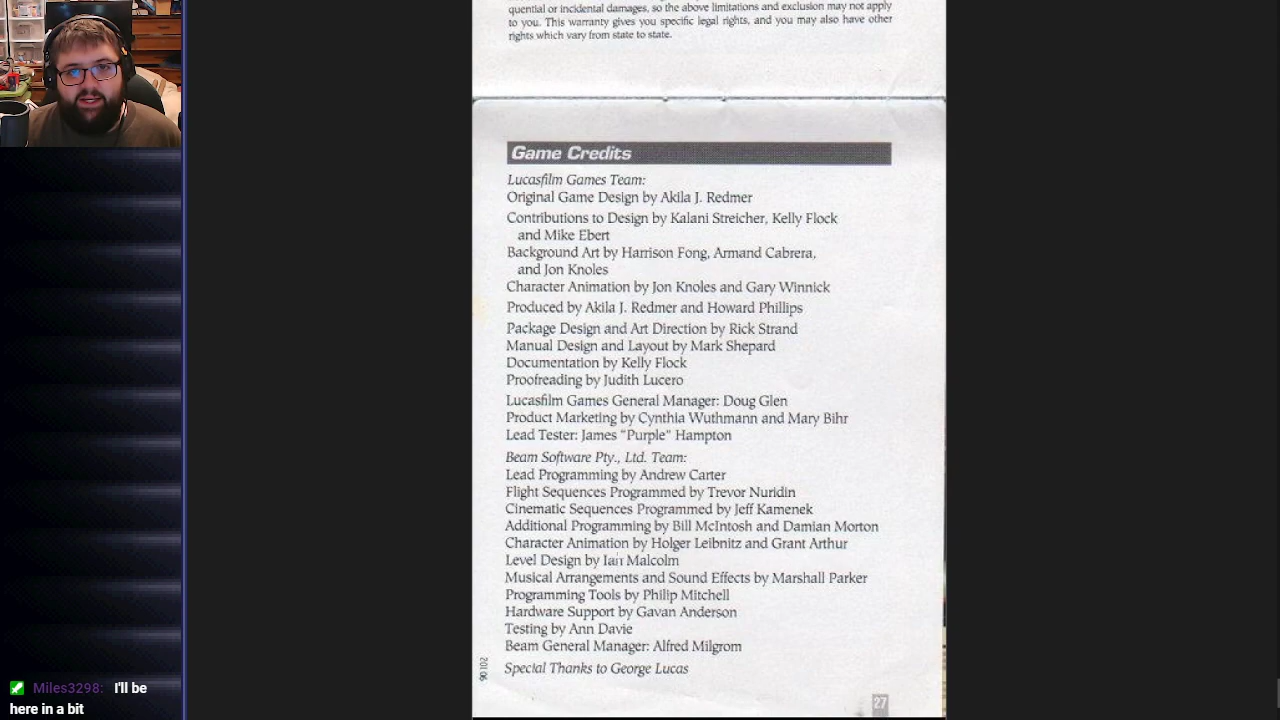 quential or incidental damages, so the above limitations and exclusion may not apply
to you. This warranty gives you specific legal rights, and you may also have other
rights which vary from state to state.
Game Credits
Lucasfilm Games Team:
Original Game Design by Akila J. Redmer
Contributions to Design by Kalani Streicher, Kelly Flock
and Mike Ebert
Background Art by Harrison Fong, Armand Cabrera,
and Jon Knoles
Character Animation by Jon Knoles and Gary Winnick
Produced by Akila J. Redmer and Howard Phillips
Package Design and Art Direction by Rick Strand
Manual Design and Layout by Mark Shepard
Documentation by Kelly Flock
Proofreading by Judith Lucero
Lucasfilm Games General Manager: Doug Glen
Product Marketing by Cynthia Wuthmann and Mary Bihr
Lead Tester: James "Purple" Hampton
Beam Software Pty., Ltd. Team:
Lead Programming by Andrew Carter
Flight Sequences Programmed by Trevor Nuridin
Cinematic Sequences Programmed by Jeff Kamenek
Additional Programming by Bill McIntosh and Damian Morton
Character Animation by Holger Leibnitz and Grant Arthur
Level Design by Iain Malcolm
Musical Arrangements and Sound Effects by Marshall Parker
Programming Tools by Philip Mitchell
Hardware Support by Gavan Anderson
Testing by Ann Davie
Beam General Manager: Alfred Milgrom
Special Thanks to George Lucas
90102
27
Miles3298: I'll be
here in a bit